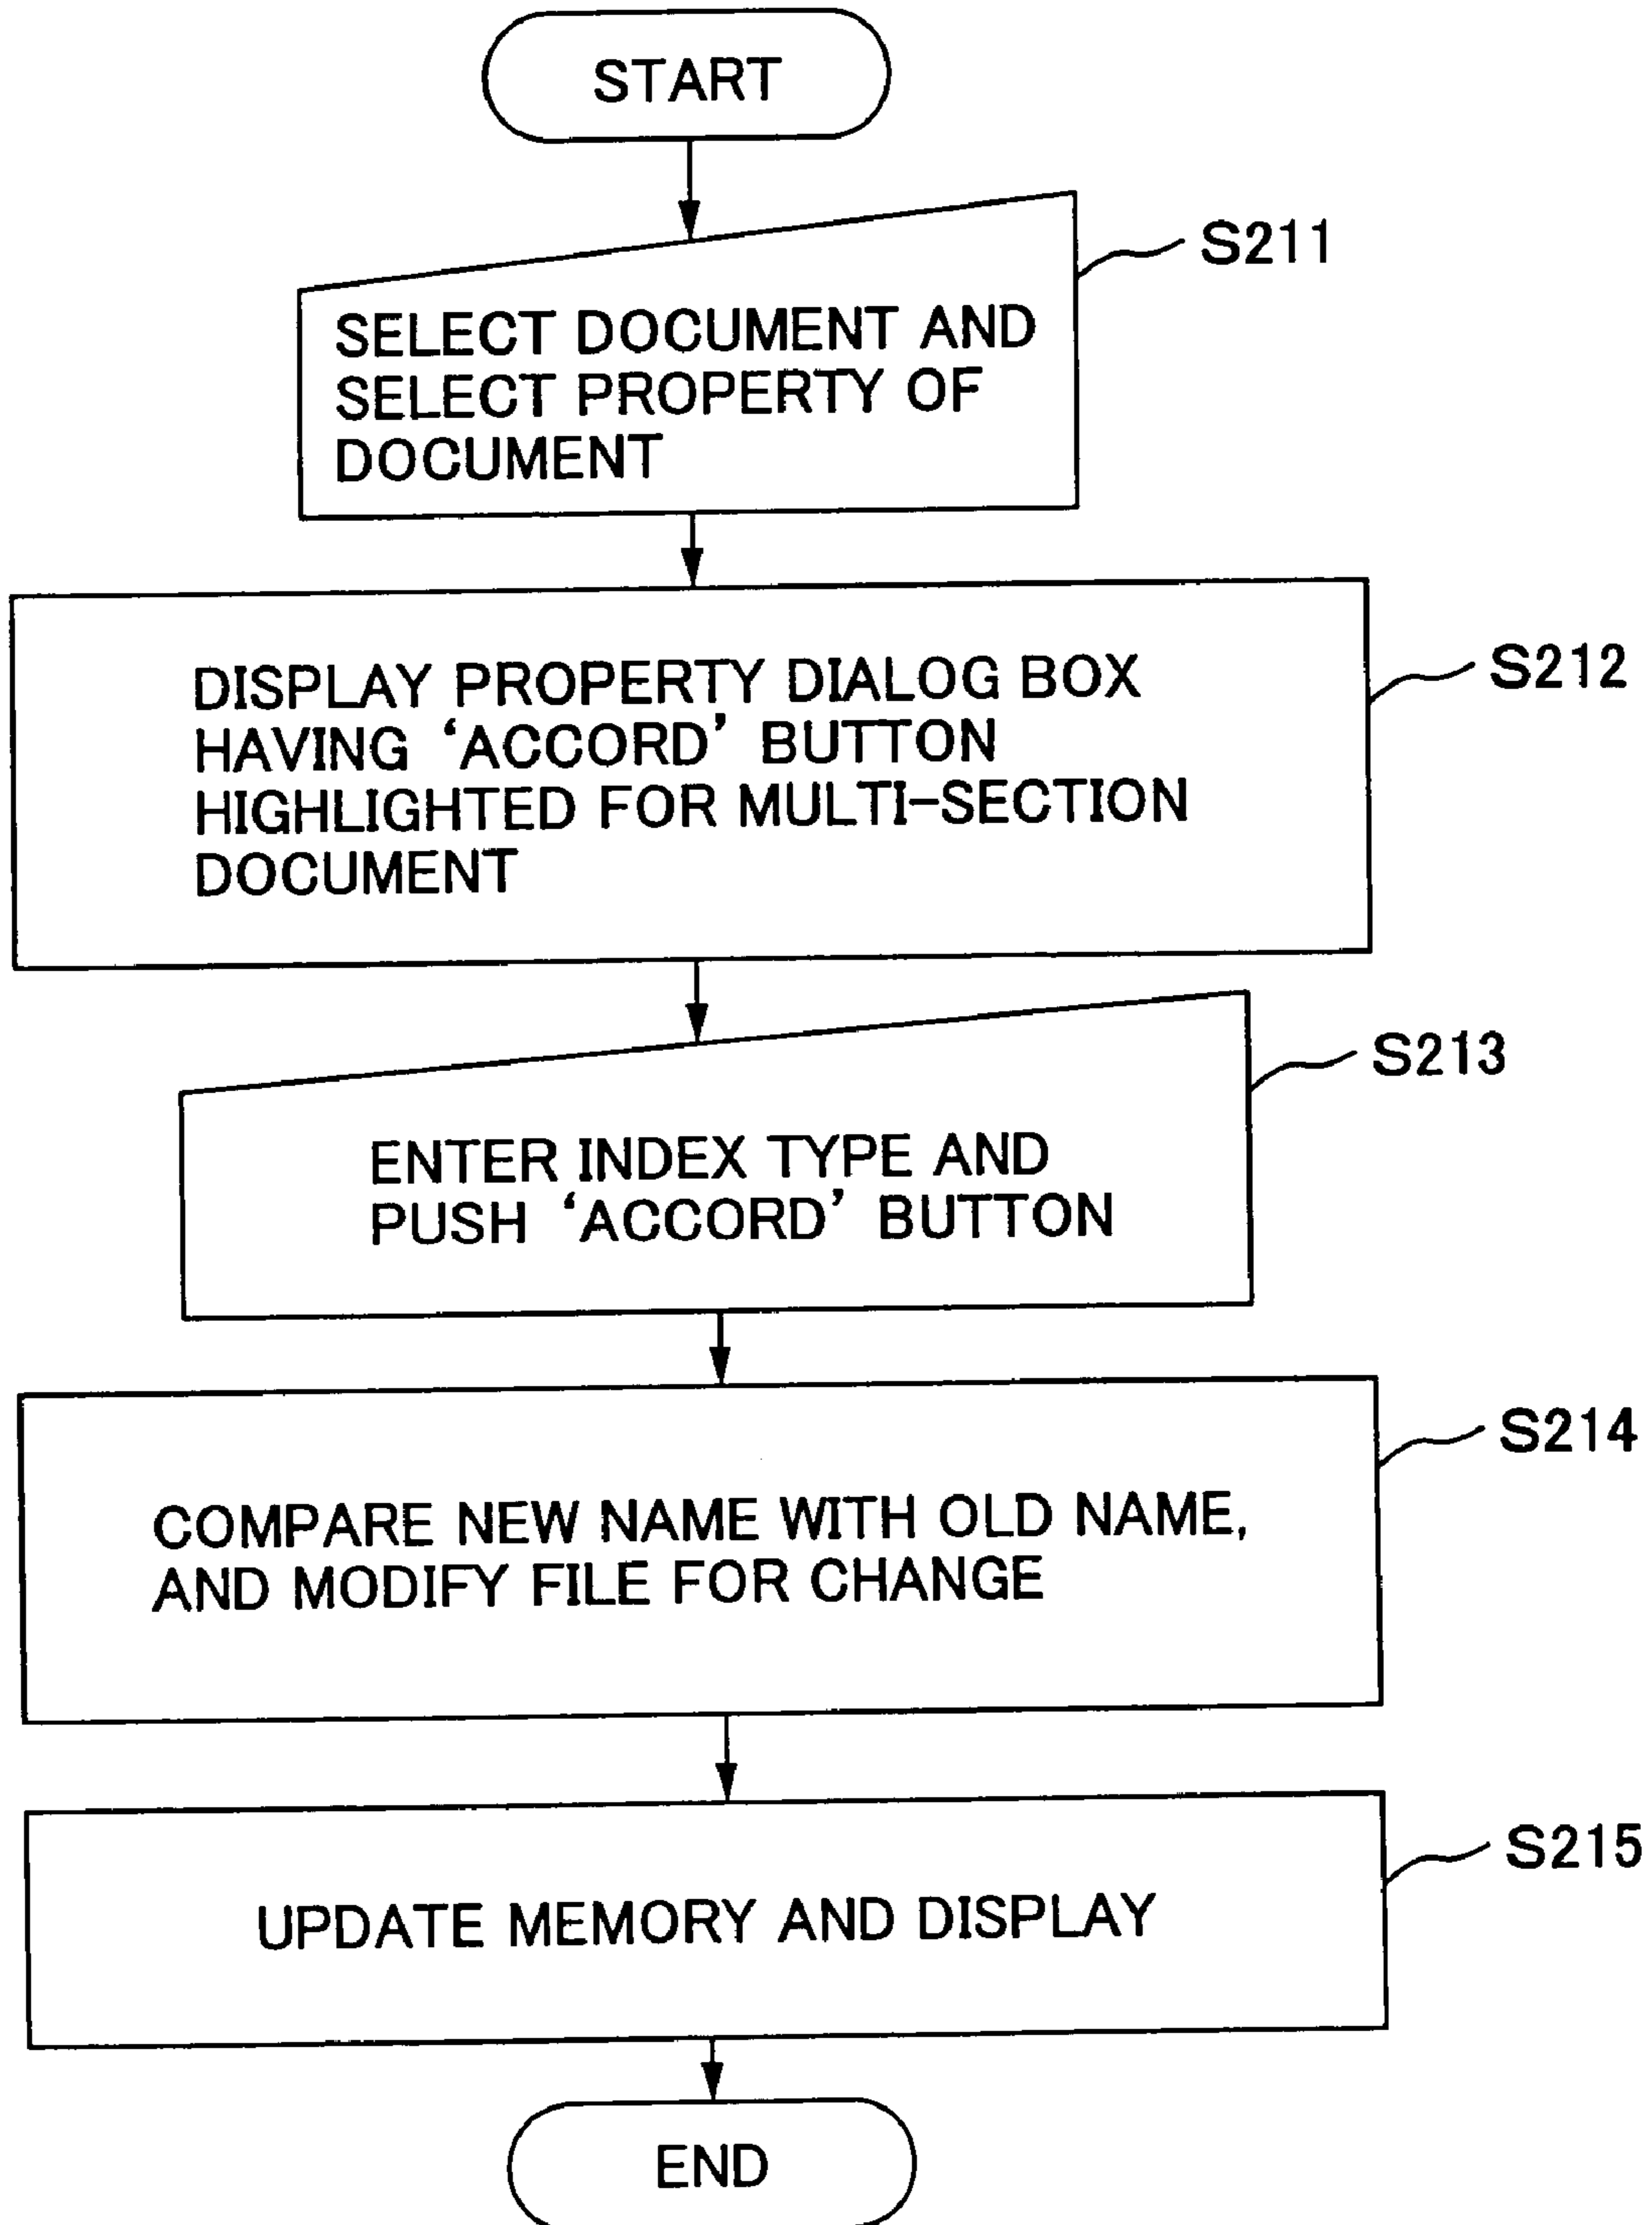 START
S211
SELECT DOCUMENT AND
SELECT PROPERTY OF
DOCUMENT
S212
DISPLAY PROPERTY DIALOG BOX
HAVING ‘ACCORD’ BUTTON
HIGHLIGHTED FOR MULTI-SECTION
DOCUMENT
S213
ENTER INDEX TYPE AND
PUSH ‘ACCORD’ BUTTON
S214
COMPARE NEW NAME WITH OLD NAME,
AND MODIFY FILE FOR CHANGE
S215
UPDATE MEMORY AND DISPLAY
END